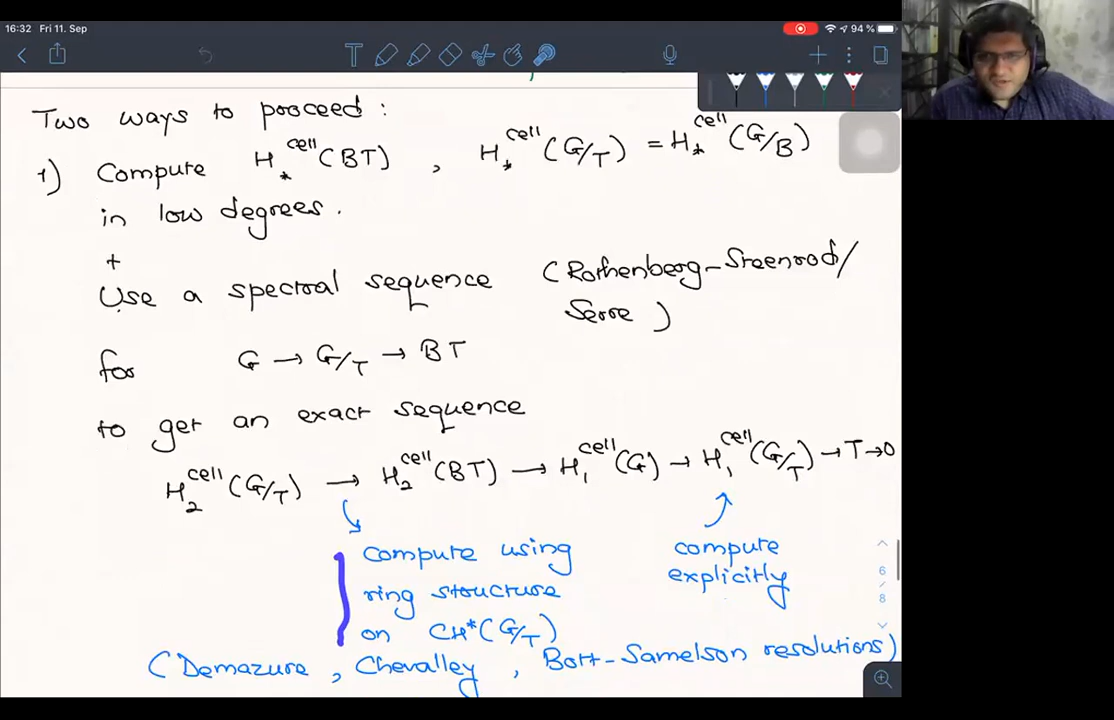 16:32 Fri 11. Sep
94 %
Two ways to proceed :
1) Compute H_*^{cell}(BT) , H_*^{cell}(G/T) = H_*^{cell}(G/B)
in low degrees.
+
Use a spectral sequence (Rothenberg-Steenrod/
Serre )
for G → G/T → BT
to get an exact sequence
H_2^{cell}(G/T) → H_2^{cell}(BT) → H_1^{cell}(G) → H_1^{cell}(G/T) → T → 0
compute using
ring structure
on CH*(G/T)
compute
explicitly
(Demazure , Chevalley , Bott-Samelson resolutions)
6
/
8